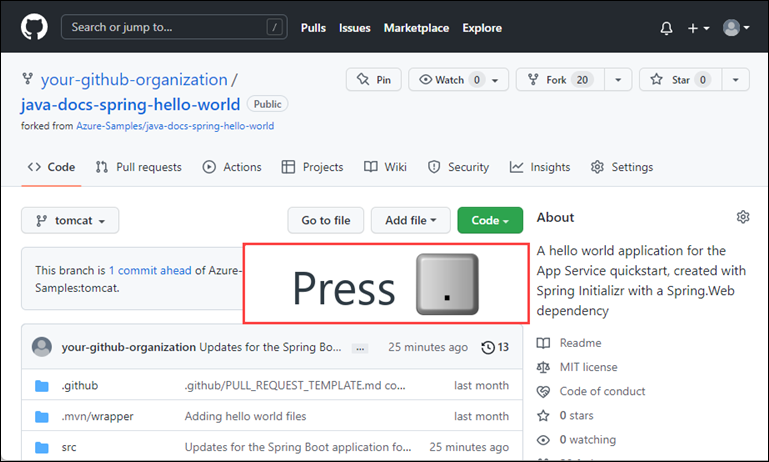 Search or jump to... /
Pulls Issues Marketplace Explore
your-github-organization /
Pin Watch 0 Fork 20 Star 0
java-docs-spring-hello-world Public
forked from Azure-Samples/java-docs-spring-hello-world
Code Pull requests Actions Projects Wiki Security Insights Settings
tomcat Go to file Add file Code
About
This branch is 1 commit ahead of Azure-
Samples:tomcat.
Press .
A hello world application for the
App Service quickstart, created with
Spring Initializr with a Spring.Web
dependency
your-github-organization Updates for the Spring Boo... ... 25 minutes ago 13
.github .github/PULL_REQUEST_TEMPLATE.md co... last month
.mvn/wrapper Adding hello world files last month
src Updates for the Spring Boot application fo... 25 minutes ago
Readme
MIT license
Code of conduct
0 stars
0 watching